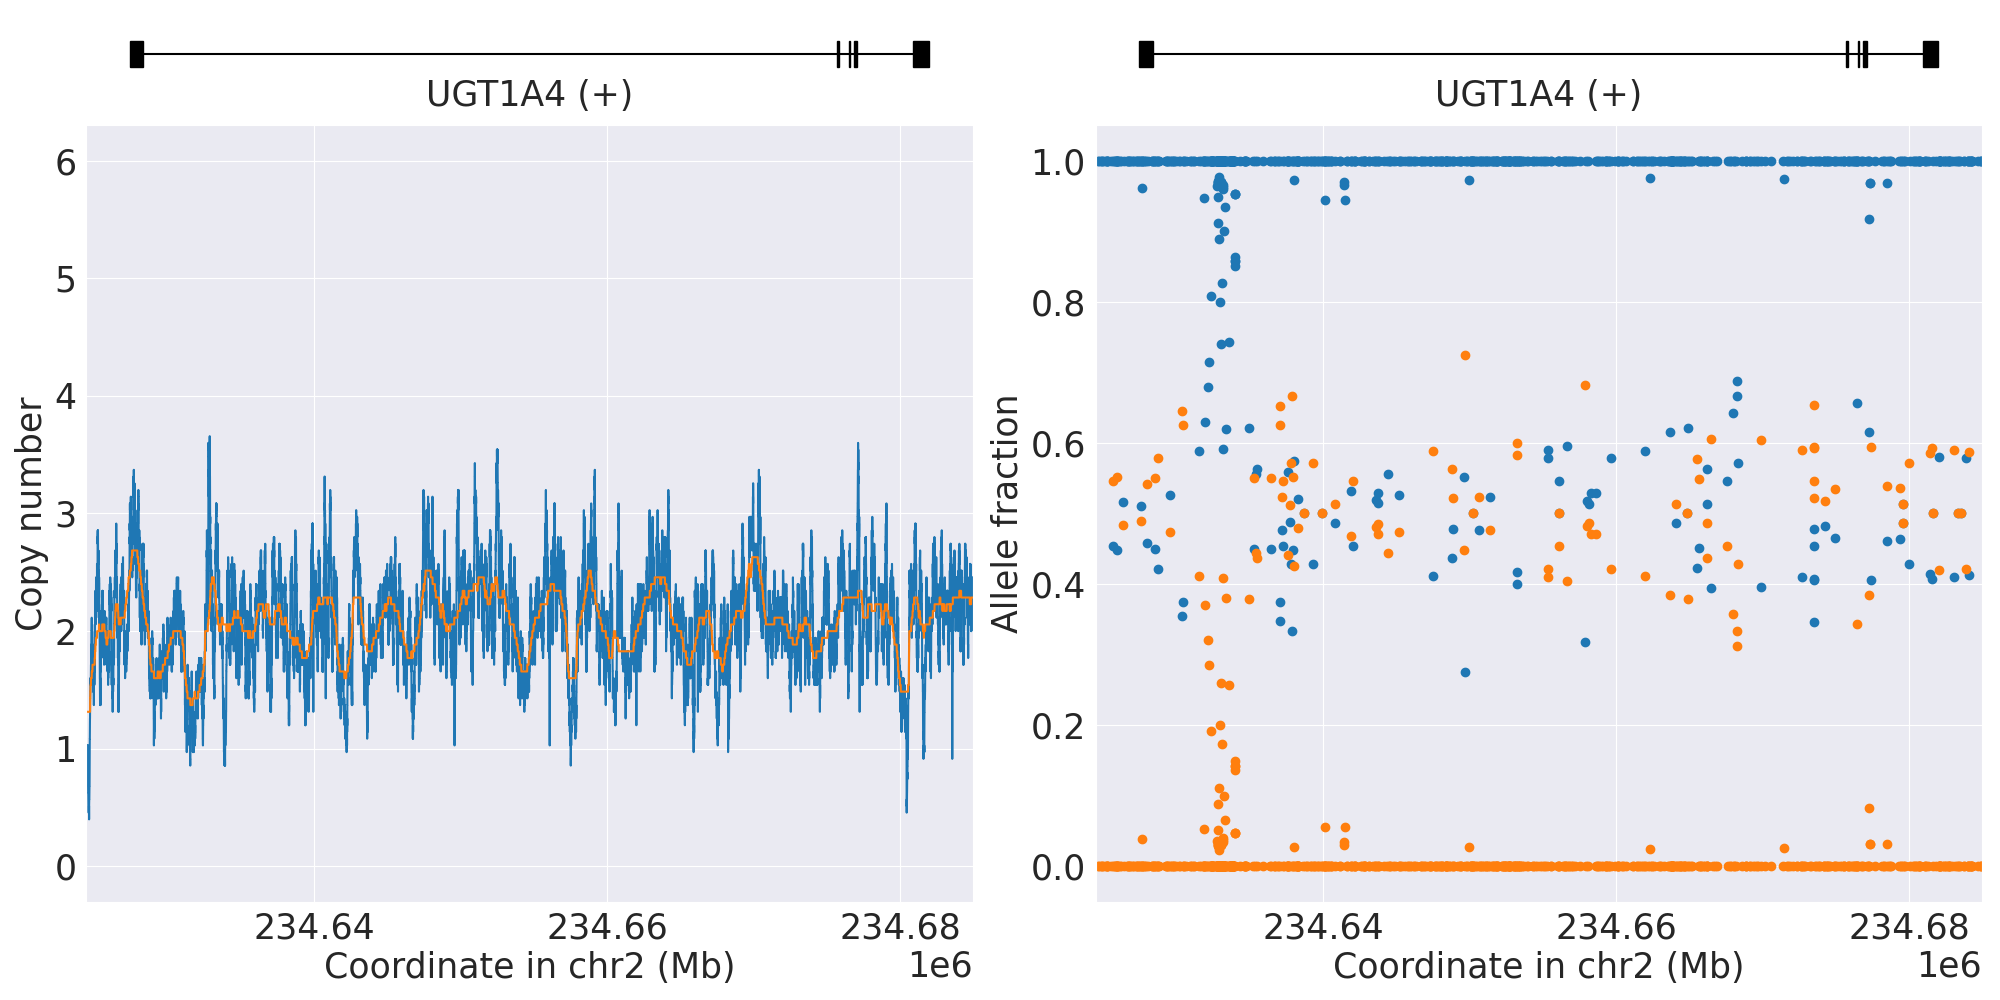 UGT1A4 (+)
6
5
4
3
2
1
0
Copy number
234.64 234.66 234.68
1e6
Coordinate in chr2 (Mb)
UGT1A4 (+)
1.0
0.8
0.6
0.4
0.2
0.0
Allele fraction
234.64 234.66 234.68
1e6
Coordinate in chr2 (Mb)